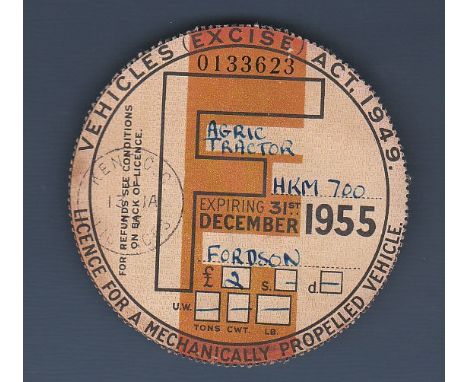 VEHICLES (EXCISE) ACT, 1949.
0133623
FOR REFUNDS SEE CONDITIONS
ON BACK OF LICENCE.
AGRIC
TRACTOR
HKM 700
EXPIRING 31ST
DECEMBER 1955
FORDSON
£ 2 S. – d –
U.W. – – –
TONS CWT. LB.
LICENCE FOR A MECHANICALLY PROPELLED VEHICLE.